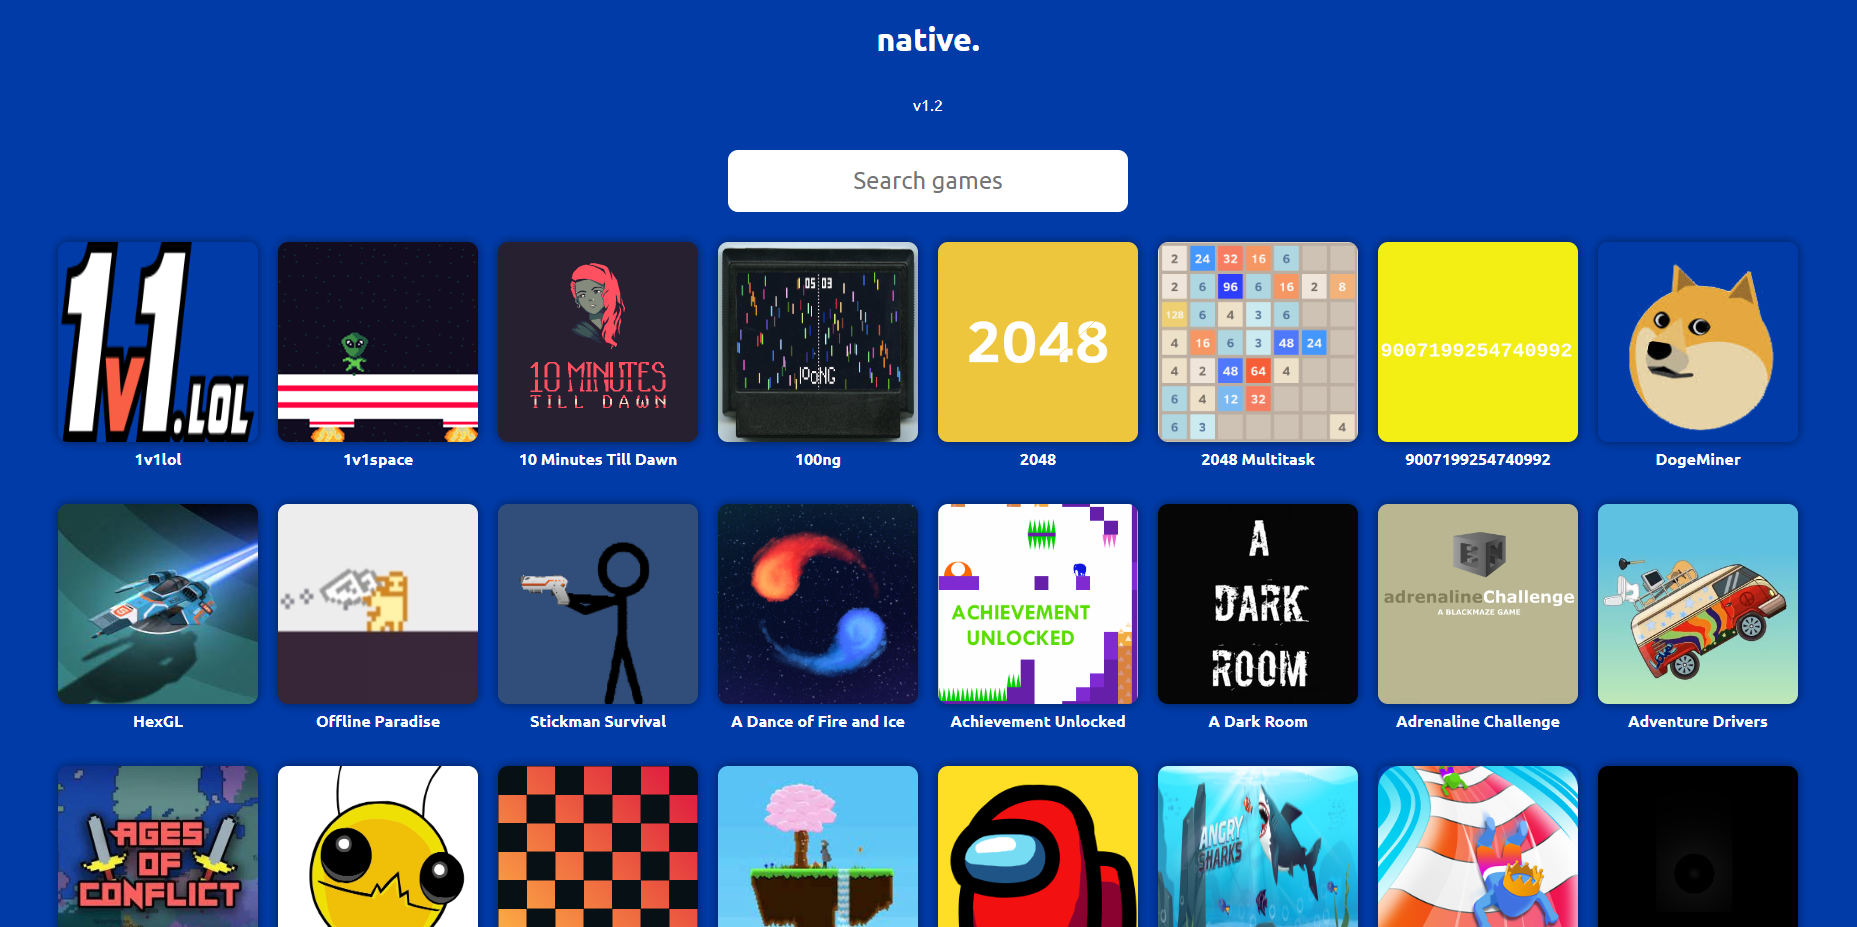 native.
v1.2
Search games
1v1.LOL
05 03
100NG
10 MINUTES
TILL DAWN
2048
2 24 32 16 6
2 6 96 6 16 2 8
128 6 4 3 6
4 16 6 3 48 24
4 2 48 64 4
6 4 12 32
6 3 4
9007199254740992
1v1lol
1v1space
10 Minutes Till Dawn
100ng
2048
2048 Multitask
9007199254740992
DogeMiner
ACHIEVEMENT
UNLOCKED
A
DARK
ROOM
adrenalineChallenge
A BLACKMAZE GAME
HexGL
Offline Paradise
Stickman Survival
A Dance of Fire and Ice
Achievement Unlocked
A Dark Room
Adrenaline Challenge
Adventure Drivers
AGES
OF
CONFLICT
ANGRY
SHARKS